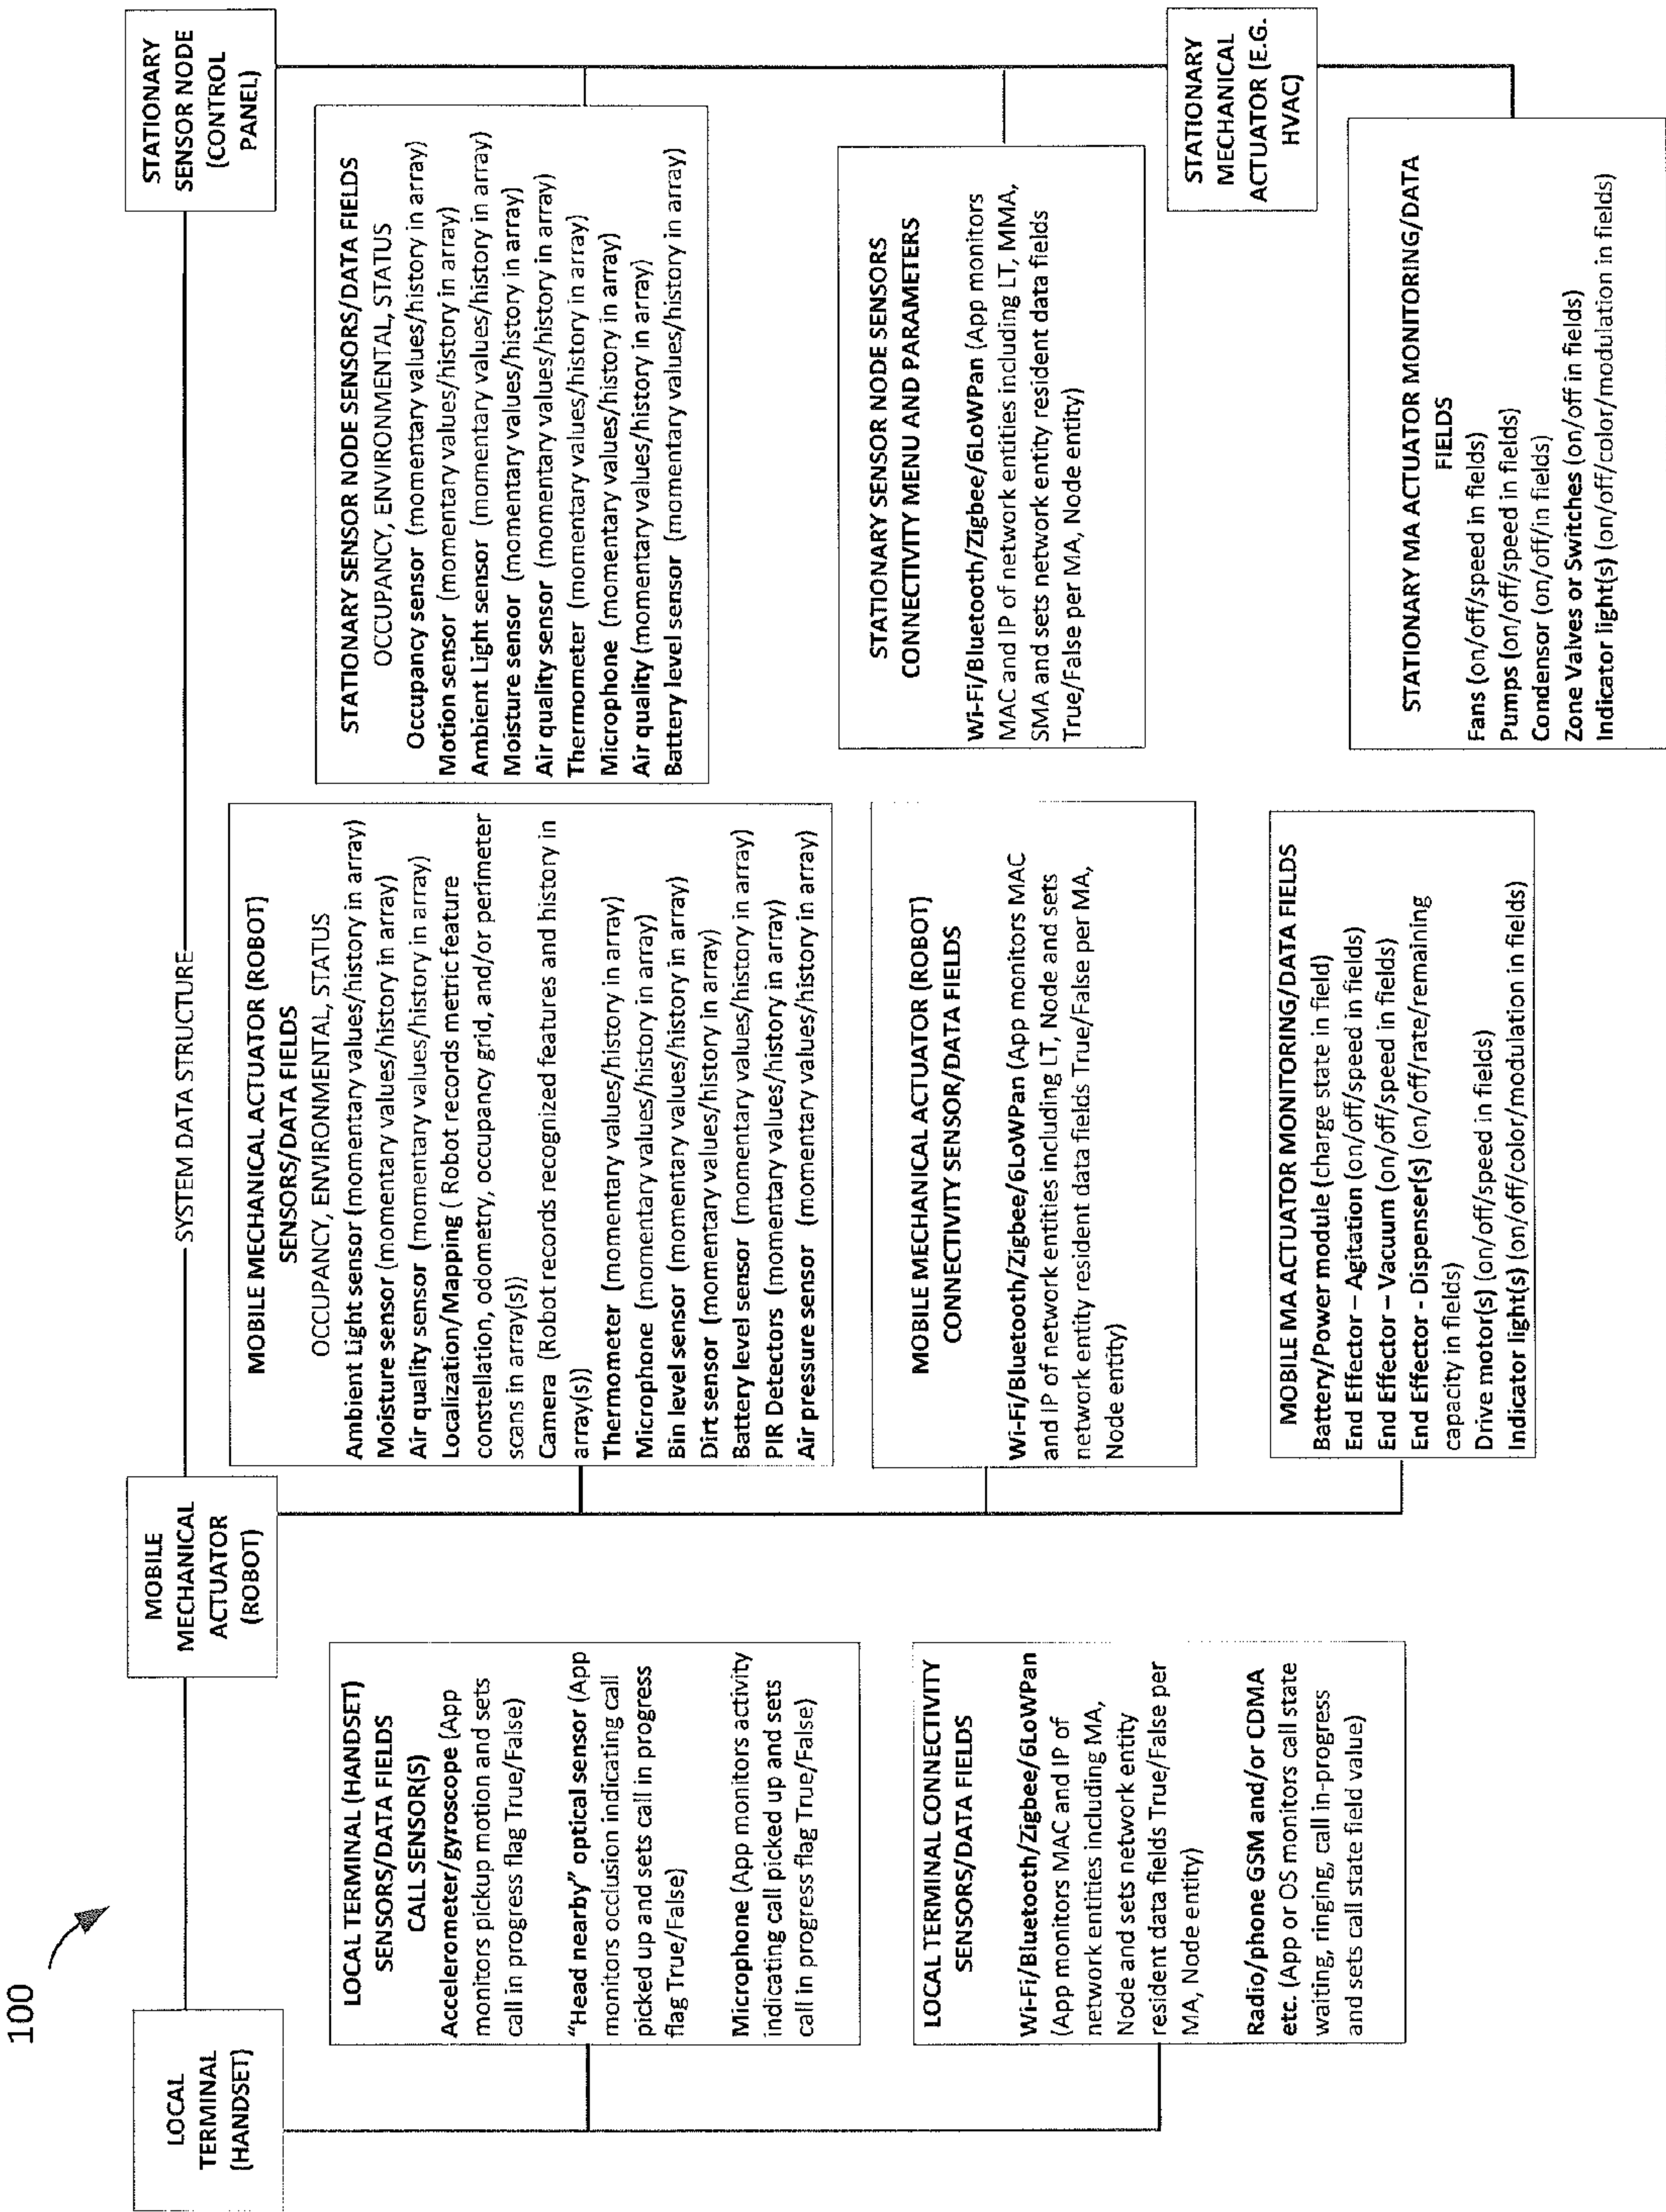 100
SYSTEM DATA STRUCTURE
LOCAL
TERMINAL
(HANDSET)
LOCAL TERMINAL (HANDSET)
SENSORS/DATA FIELDS
CALL SENSOR(S)
Accelerometer/gyroscope (App
monitors pickup motion and sets
call in progress flag True/False)
"Head nearby" optical sensor (App
monitors occlusion indicating call
picked up and sets call in progress
flag True/False)
Microphone (App monitors activity
indicating call picked up and sets
call in progress flag True/False)
LOCAL TERMINAL CONNECTIVITY
SENSORS/DATA FIELDS
Wi-Fi/Bluetooth/Zigbee/6LoWPan
(App monitors MAC and IP of
network entities including MA,
Node and sets network entity
resident data fields True/False per
MA, Node entity)
Radio/phone GSM and/or CDMA
etc. (App or OS monitors call state
waiting, ringing, call in-progress
and sets call state field value)
MOBILE
MECHANICAL
ACTUATOR
(ROBOT)
MOBILE MECHANICAL ACTUATOR (ROBOT)
SENSORS/DATA FIELDS
OCCUPANCY, ENVIRONMENTAL, STATUS
Ambient Light sensor (momentary values/history in array)
Moisture sensor (momentary values/history in array)
Air quality sensor (momentary values/history in array)
Localization/Mapping ( Robot records metric feature
constellation, odometry, occupancy grid, and/or perimeter
scans in array(s))
Camera (Robot records recognized features and history in
array(s))
Thermometer (momentary values/history in array)
Microphone (momentary values/history in array)
Bin level sensor (momentary values/history in array)
Dirt sensor (momentary values/history in array)
Battery level sensor (momentary values/history in array)
PIR Detectors (momentary values/history in array)
Air pressure sensor (momentary values/history in array)
MOBILE MECHANICAL ACTUATOR (ROBOT)
CONNECTIVITY SENSOR/DATA FIELDS
Wi-Fi/Bluetooth/Zigbee/6LoWPan (App monitors MAC
and IP of network entities including LT, Node and sets
network entity resident data fields True/False per MA,
Node entity)
MOBILE MA ACTUATOR MONITORING/DATA FIELDS
Battery/Power module (charge state in field)
End Effector – Agitation (on/off/speed in fields)
End Effector – Vacuum (on/off/speed in fields)
End Effector - Dispenser(s) (on/off/rate/remaining
capacity in fields)
Drive motor(s) (on/off/speed in fields)
Indicator light(s) (on/off/color/modulation in fields)
STATIONARY
SENSOR NODE
(CONTROL
PANEL)
STATIONARY SENSOR NODE SENSORS/DATA FIELDS
OCCUPANCY, ENVIRONMENTAL, STATUS
Occupancy sensor (momentary values/history in array)
Motion sensor (momentary values/history in array)
Ambient Light sensor (momentary values/history in array)
Moisture sensor (momentary values/history in array)
Air quality sensor (momentary values/history in array)
Thermometer (momentary values/history in array)
Microphone (momentary values/history in array)
Air quality (momentary values/history in array)
Battery level sensor (momentary values/history in array)
STATIONARY SENSOR NODE SENSORS
CONNECTIVITY MENU AND PARAMETERS
Wi-Fi/Bluetooth/Zigbee/6LoWPan (App monitors
MAC and IP of network entities including LT, MMA,
SMA and sets network entity resident data fields
True/False per MA, Node entity)
STATIONARY
MECHANICAL
ACTUATOR (E.G.
HVAC)
STATIONARY MA ACTUATOR MONITORING/DATA
FIELDS
Fans (on/off/speed in fields)
Pumps (on/off/speed in fields)
Condensor (on/off/in fields)
Zone Valves or Switches (on/off in fields)
Indicator light(s) (on/off/color/modulation in fields)